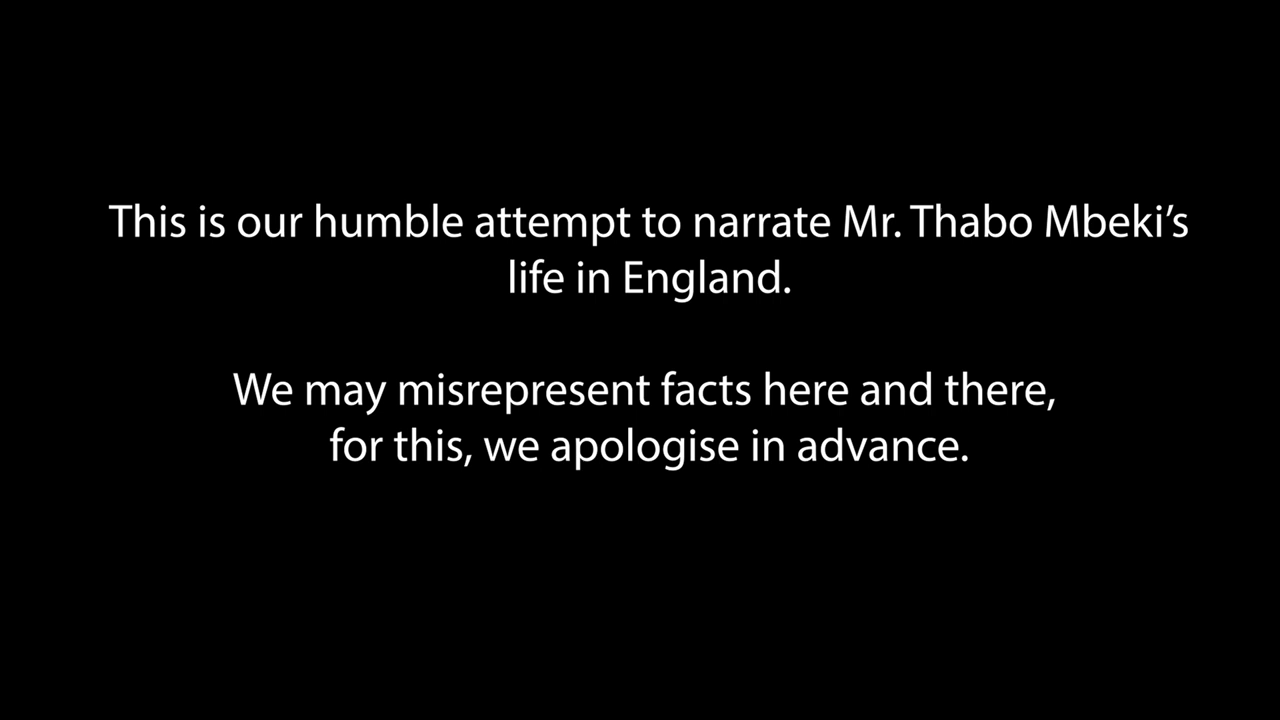 This is our humble attempt to narrate Mr. Thabo Mbeki’s
life in England.
We may misrepresent facts here and there,
for this, we apologise in advance.